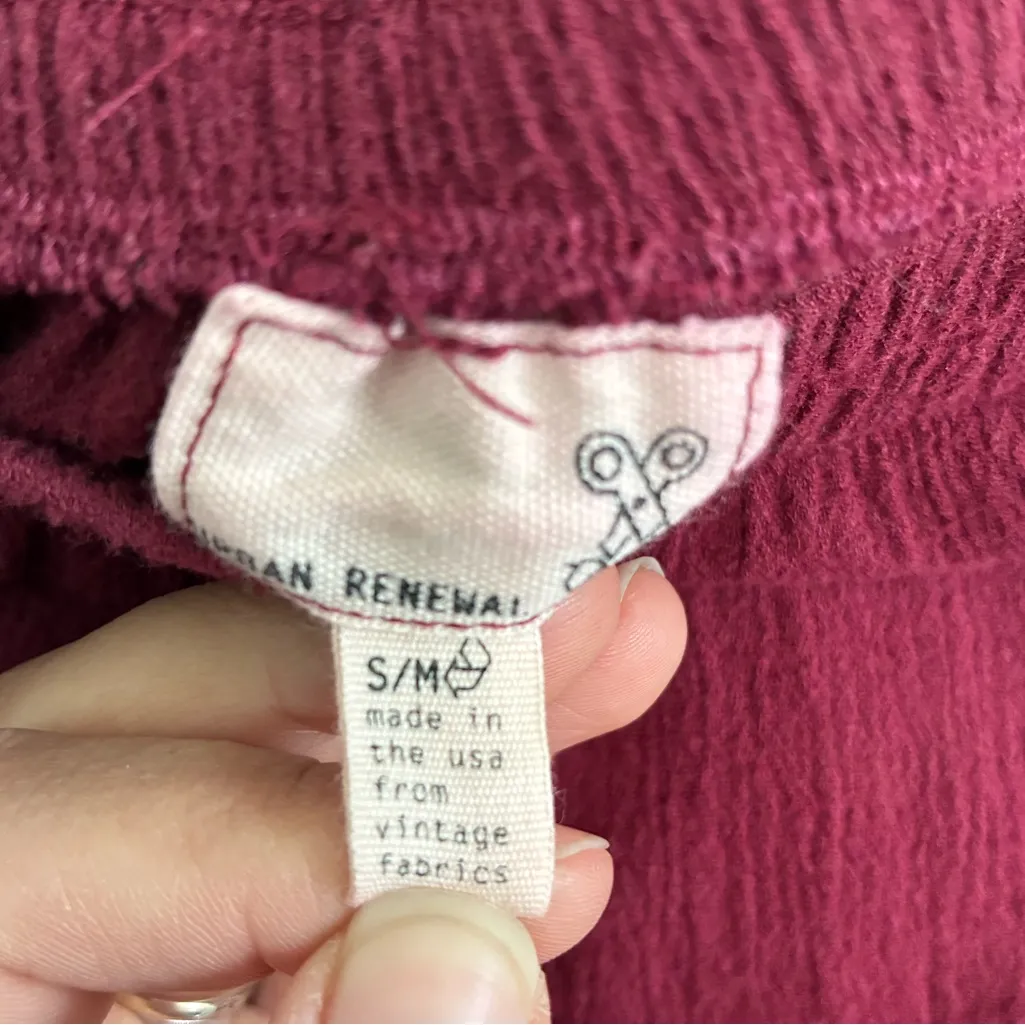 URBAN RENEWAL
S/M
made in
the usa
from
vintage
fabrics